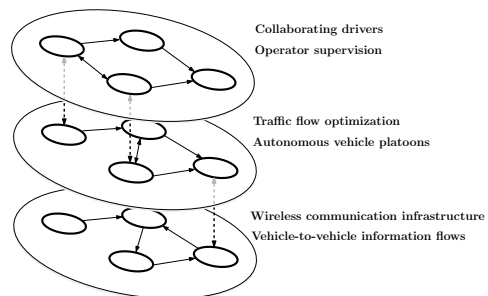 Collaborating drivers
Operator supervision
Traffic flow optimization
Autonomous vehicle platoons
Wireless communication infrastructure
Vehicle-to-vehicle information flows